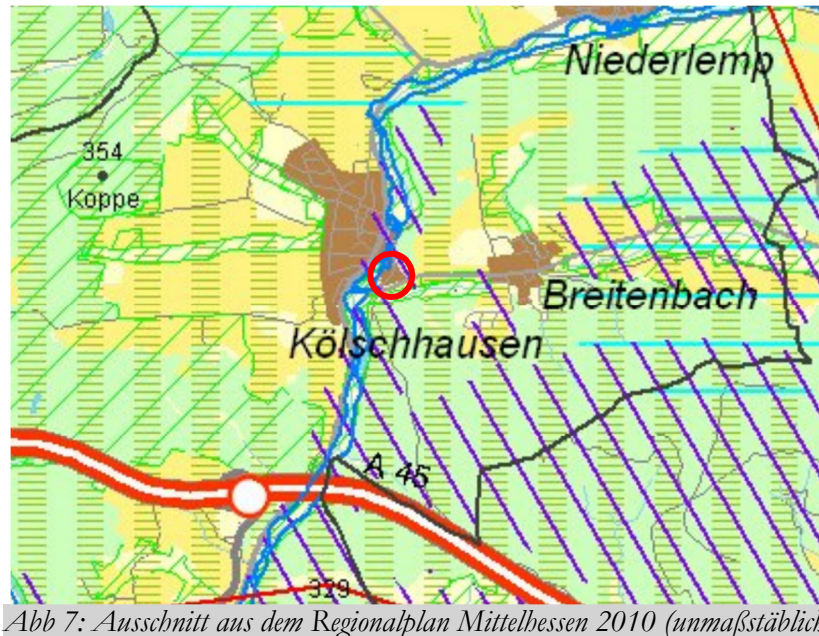 Niederlemp
354
Koppe
Breitenbach
Kölschhausen
A 45
329
Abb 7: Ausschnitt aus dem Regionalplan Mittelhessen 2010 (unmaßstäblich